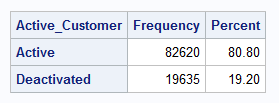 Active_Customer Frequency Percent
Active 82620 80.80
Deactivated 19635 19.20